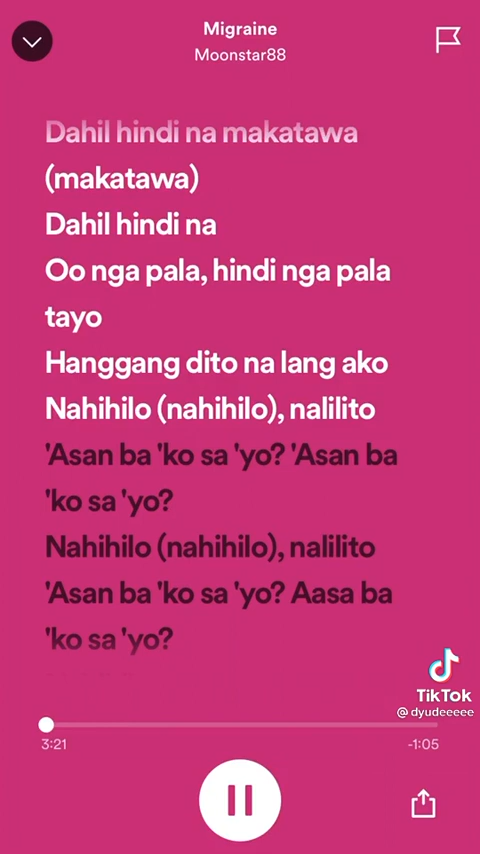 Migraine
Moonstar88
Dahil hindi na makatawa
(makatawa)
Dahil hindi na
Oo nga pala, hindi nga pala
tayo
Hanggang dito na lang ako
Nahihilo (nahihilo), nalilito
'Asan ba 'ko sa 'yo? 'Asan ba
'ko sa 'yo?
Nahihilo (nahihilo), nalilito
'Asan ba 'ko sa 'yo? Aasa ba
'ko sa 'yo?
TikTok
@dyudeeeee
3:21
-1:05